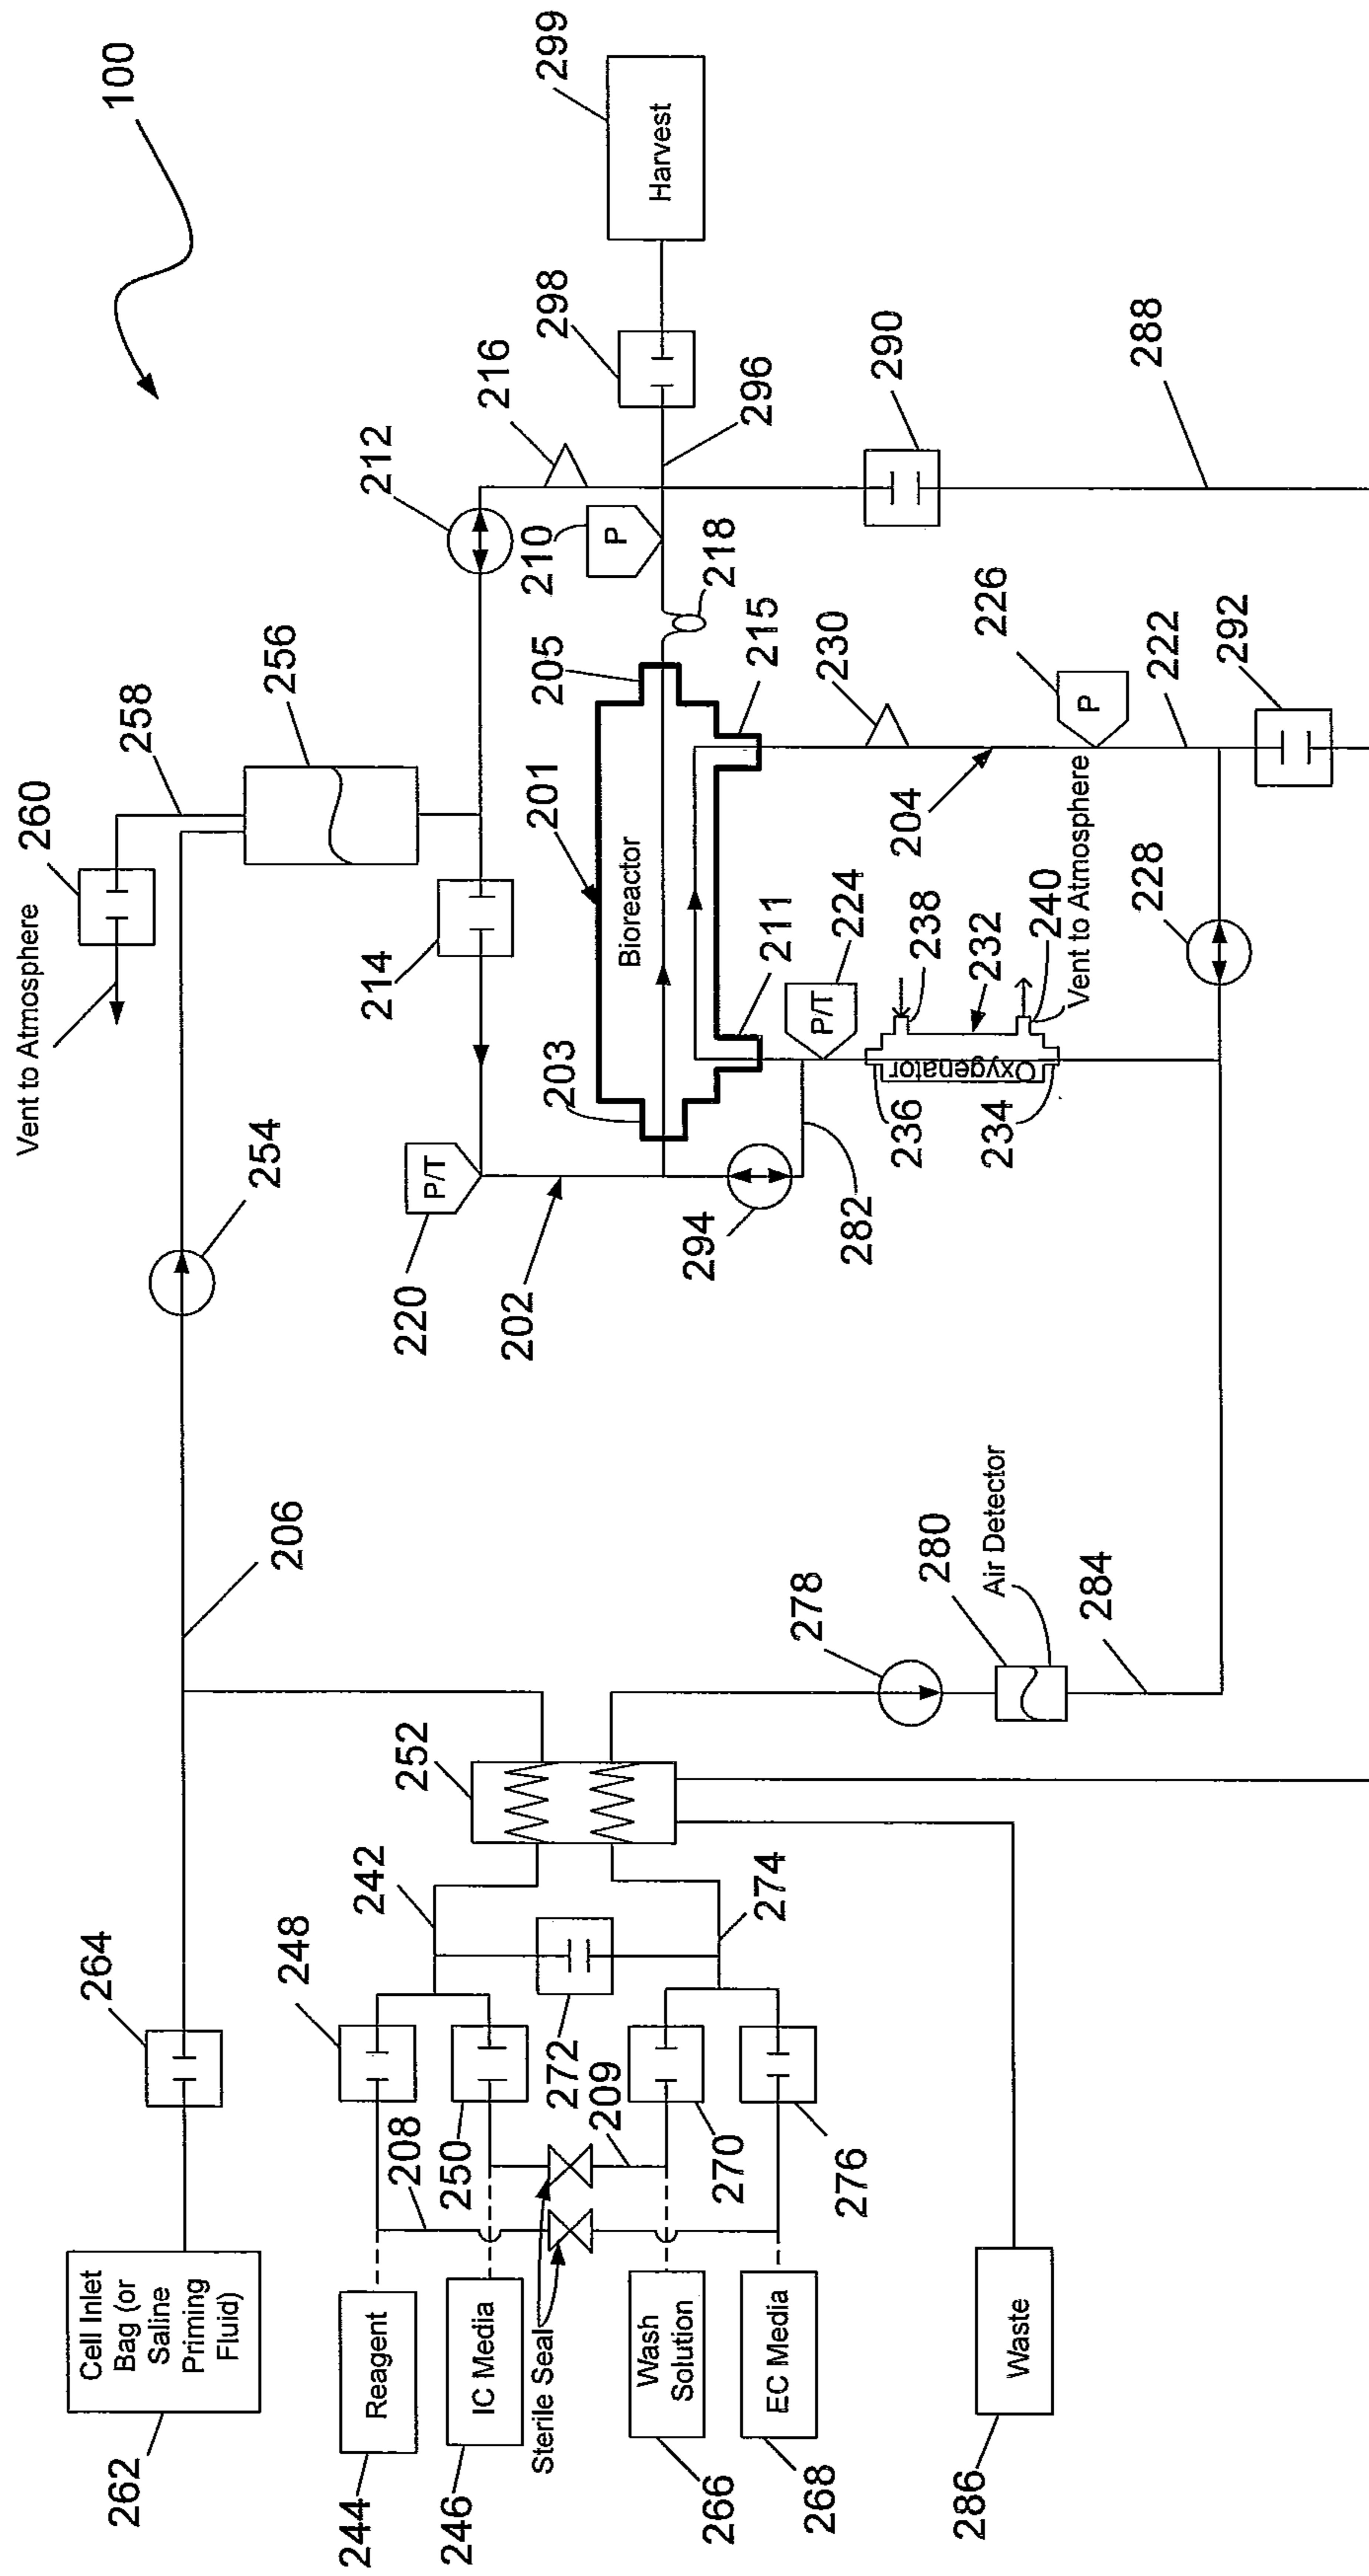 100
299
Harvest
298
296
290
288
216
212
210
P
218
215
205
201
Bioreactor
203
211
230
226
P
222
292
204
224
P/T
238
232
240
Vent to Atmosphere
228
236
Oxygenator
234
258
256
260
Vent to Atmosphere
214
254
220
P/T
202
294
282
206
278
280
Air Detector
284
252
242
274
264
248
272
209
250
208
270
276
262
Cell Inlet
Bag (or
Saline
Priming
Fluid)
244
Reagent
246
IC Media
Sterile Seal
266
Wash
Solution
268
EC Media
286
Waste